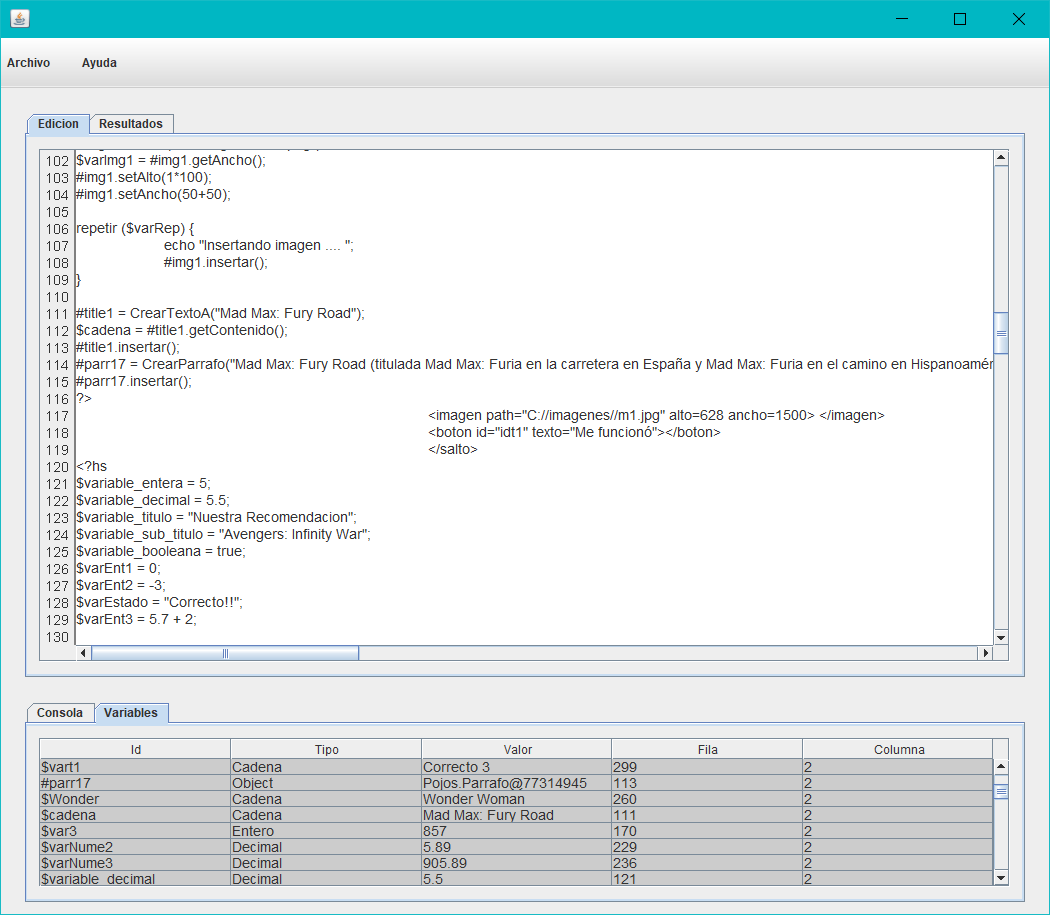 Archivo Ayuda
Edicion Resultados
102 $varImg1 = #img1.getAncho();
103 #img1.setAlto(1*100);
104 #img1.setAncho(50+50);
105
106 repetir ($varRep) {
107 echo "Insertando imagen .... ";
108 #img1.insertar();
109 }
110
111 #title1 = CrearTextoA("Mad Max: Fury Road");
112 $cadena = #title1.getContenido();
113 #title1.insertar();
114 #parr17 = CrearParrafo("Mad Max: Fury Road (titulada Mad Max: Furia en la carretera en España y Mad Max: Furia en el camino en Hispanoamér
115 #parr17.insertar();
116 ?>
117 <imagen path="C://imagenes//m1.jpg" alto=628 ancho=1500> </imagen>
118 <boton id="idt1" texto="Me funcionó"></boton>
119 </salto>
120 <?hs
121 $variable_entera = 5;
122 $variable_decimal = 5.5;
123 $variable_titulo = "Nuestra Recomendacion";
124 $variable_sub_titulo = "Avengers: Infinity War";
125 $variable_booleana = true;
126 $varEnt1 = 0;
127 $varEnt2 = -3;
128 $varEstado = "Correcto!!";
129 $varEnt3 = 5.7 + 2;
130
Consola Variables
Id Tipo Valor Fila Columna
$vart1 Cadena Correcto 3 299 2
#parr17 Object Pojos.Parrafo@77314945 113 2
$Wonder Cadena Wonder Woman 260 2
$cadena Cadena Mad Max: Fury Road 111 2
$var3 Entero 857 170 2
$varNume2 Decimal 5.89 229 2
$varNume3 Decimal 905.89 236 2
$variable_decimal Decimal 5.5 121 2